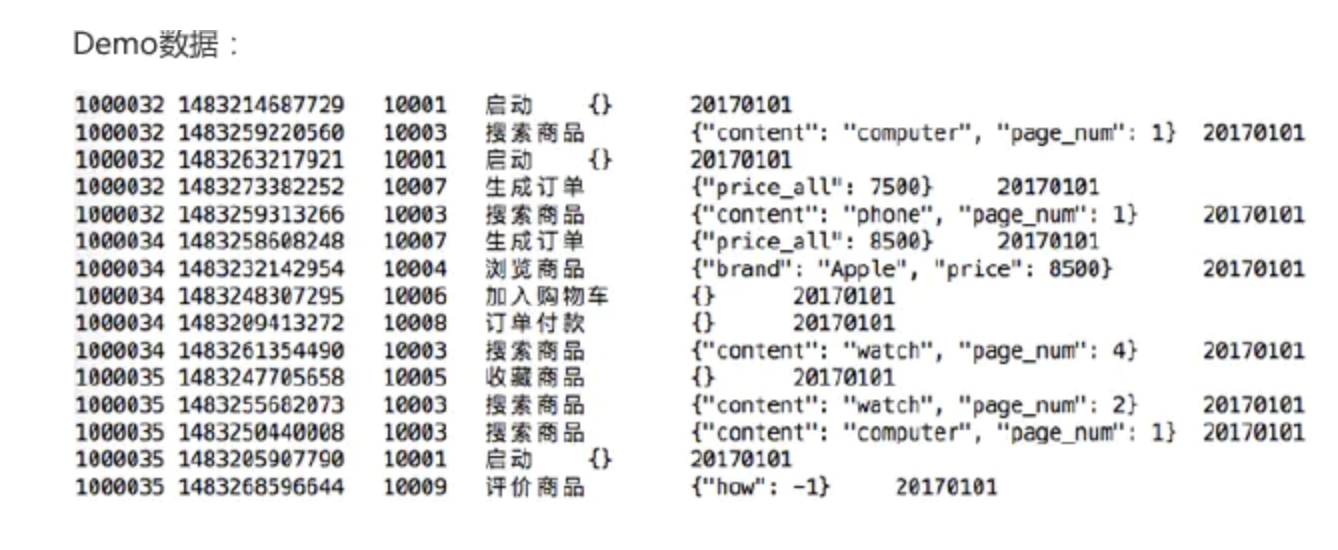 Demo数据：
1000032 1483214687729 10001 启动 {} 20170101
1000032 1483259220560 10003 搜索商品 {"content": "computer", "page_num": 1} 20170101
1000032 1483263217921 10001 启动 {} 20170101
1000032 1483273382252 10007 生成订单 {"price_all": 7500} 20170101
1000032 1483259313266 10003 搜索商品 {"content": "phone", "page_num": 1} 20170101
1000034 1483258608248 10007 生成订单 {"price_all": 8500} 20170101
1000034 1483232142954 10004 浏览商品 {"brand": "Apple", "price": 8500} 20170101
1000034 1483248307295 10006 加入购物车 {} 20170101
1000034 1483209413272 10008 订单付款 {} 20170101
1000034 1483261354490 10003 搜索商品 {"content": "watch", "page_num": 4} 20170101
1000035 1483247705658 10005 收藏商品 {} 20170101
1000035 1483255682073 10003 搜索商品 {"content": "watch", "page_num": 2} 20170101
1000035 1483250440008 10003 搜索商品 {"content": "computer", "page_num": 1} 20170101
1000035 1483205907790 10001 启动 {} 20170101
1000035 1483268596644 10009 评价商品 {"how": -1} 20170101